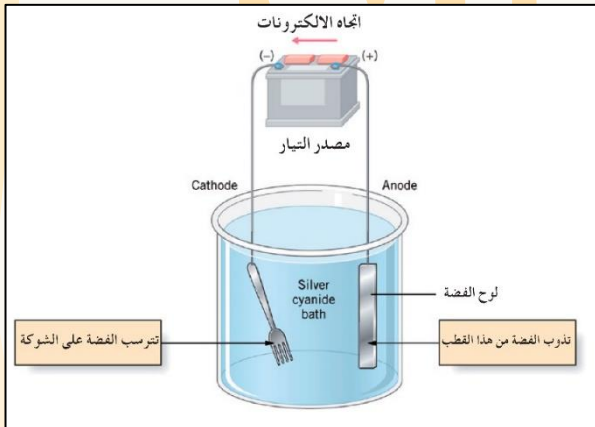 اتجاه الالكترونات
(-)
(+)
مصدر التيار
Cathode
Anode
Silver
cyanide
bath
لوح الفضة
تترسب الفضة على الشوكة
تذوب الفضة من هذا القطب